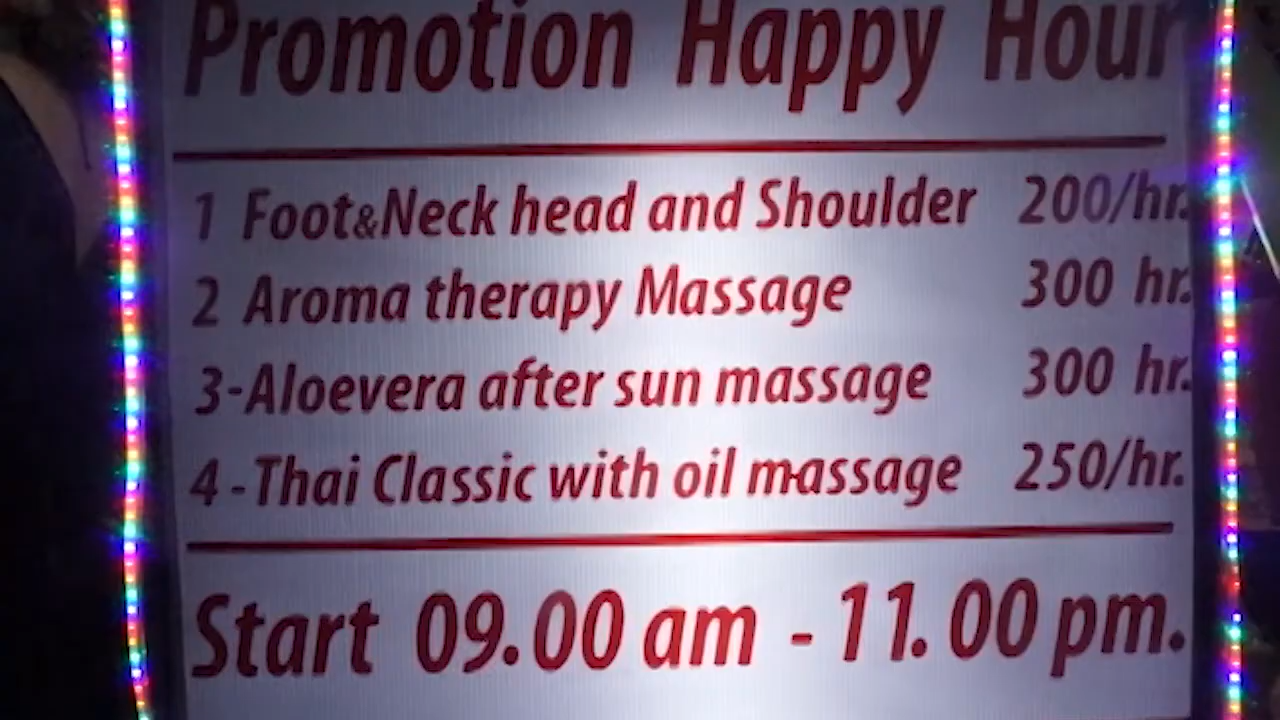 Promotion Happy Hour
1 Foot&Neck head and Shoulder 200/hr.
2 Aroma therapy Massage 300 hr.
3-Aloevera after sun massage 300 hr.
4-Thai Classic with oil massage 250/hr.
Start 09.00 am - 11.00 pm.